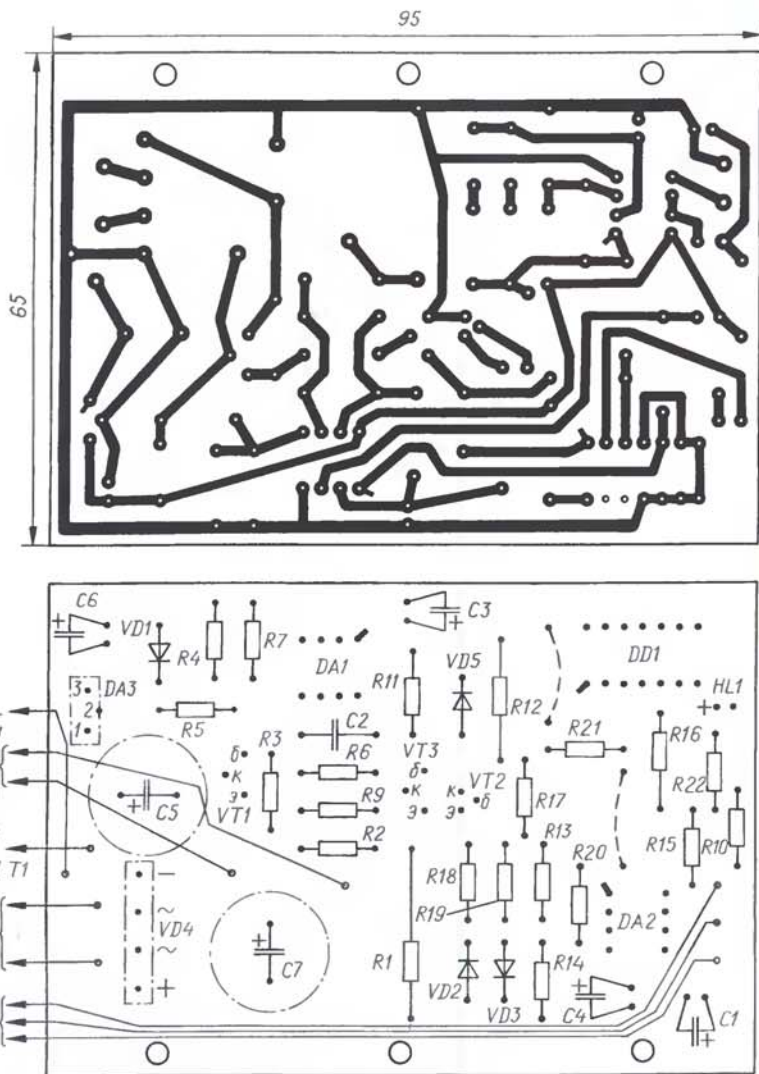 95
65
C6
VD1
R4
R7
C3
DA3
3
2
1
DA1
R11
VD5
R12
DD1
HL1
+
R5
C2
R3
R6
R9
R2
VT3
б
к
э
VT2
к
э
б
R21
R16
R22
б
к
э
VT1
C5
+
R17
R13
R15
R10
T1
VD4
−
~
~
+
R18
R19
R20
DA2
C7
+
R1
VD2
VD3
R14
C4
+
C1
+